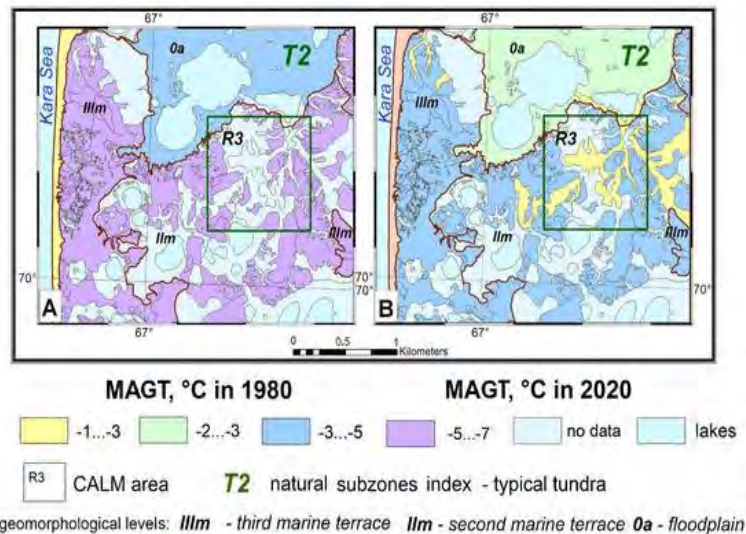 67°
67°
Kara Sea
0a
T2
IIIm
R3
IIm
IIIm
70°
70°
A
67°
Kara Sea
0a
T2
IIIm
R3
IIm
IIIm
70°
B
67°
0 0.5 1
Kilometers
MAGT, °C in 1980 MAGT, °C in 2020
-1...-3 -2...-3 -3...-5 -5...-7 no data lakes
R3 CALM area T2 natural subzones index - typical tundra
geomorphological levels: IIIm - third marine terrace IIm - second marine terrace 0a - floodplain